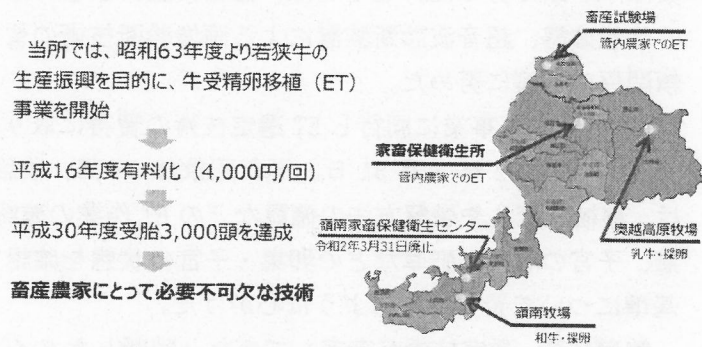 当所では、昭和63年度より若狭牛の
生産振興を目的に、牛受精卵移植（ET）
事業を開始
平成16年度有料化（4,000円/回）
平成30年度受胎3,000頭を達成
畜産農家にとって必要不可欠な技術
畜産試験場
管内農家でのET
家畜保健衛生所
管内農家でのET
奥越高原牧場
乳牛・採卵
嶺南家畜保健衛生センター
令和2年3月31日廃止
嶺南牧場
和牛・採卵